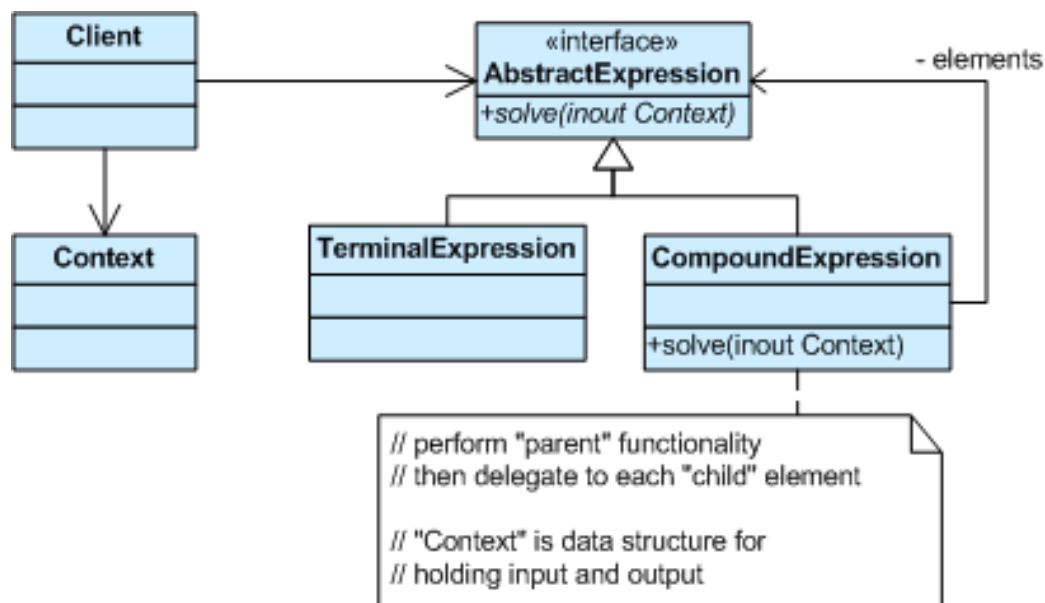 Client
«interface»
AbstractExpression
+solve(inout Context)
- elements
Context
TerminalExpression
CompoundExpression
+solve(inout Context)
// perform "parent" functionality
// then delegate to each "child" element
// "Context" is data structure for
// holding input and output